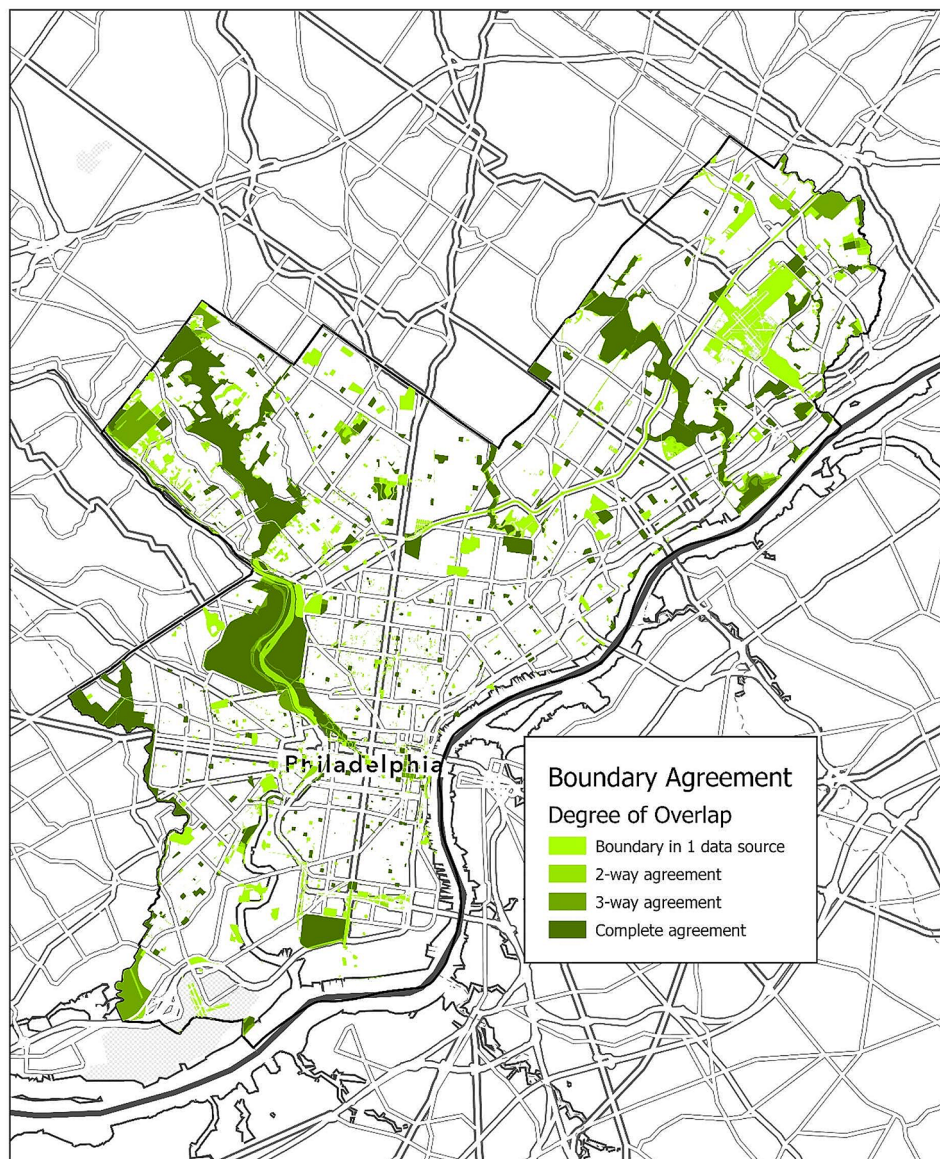 Philadelphia
Boundary Agreement
Degree of Overlap
Boundary in 1 data source
2-way agreement
3-way agreement
Complete agreement